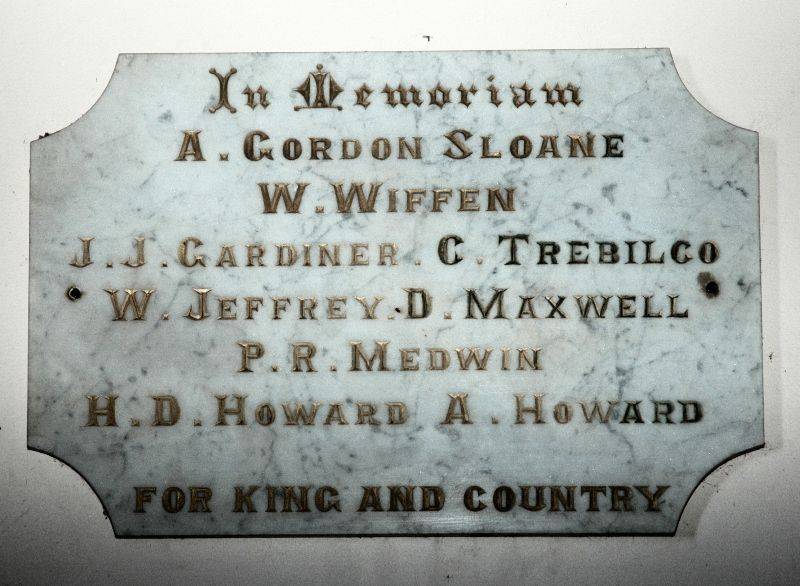 In Memoriam
A. GORDON SLOANE
W. WIFFEN
J. J. GARDINER. C. TREBILCO
W. JEFFREY. D. MAXWELL
P. R. MEDWIN
H. D. HOWARD A. HOWARD
FOR KING AND COUNTRY